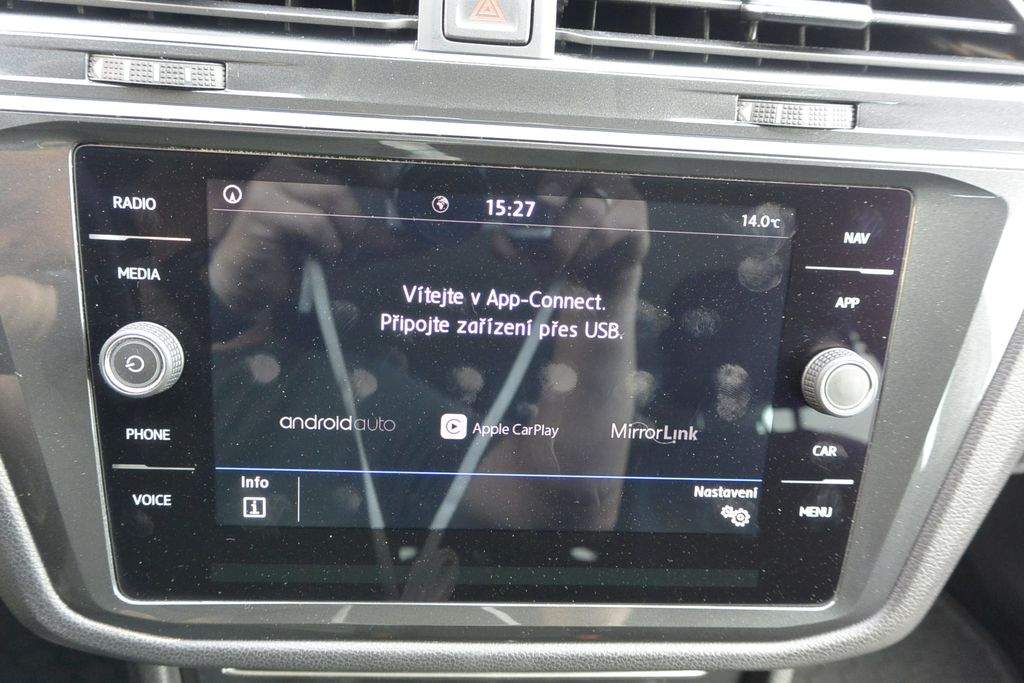 RADIO
MEDIA
PHONE
VOICE
15:27
14.0°C
Vítejte v App-Connect.
Připojte zařízení přes USB.
androidauto
Apple CarPlay
MirrorLink
Info
i
Nastavení
NAV
APP
CAR
MENU